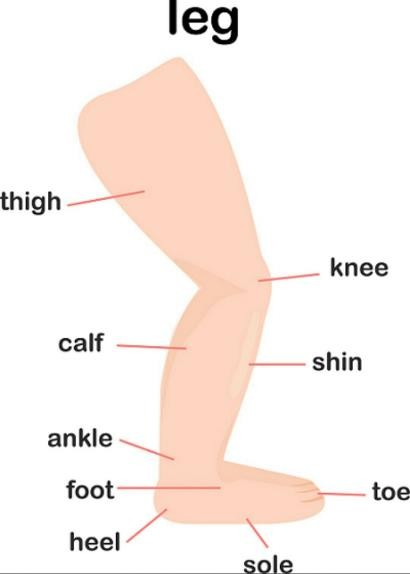 leg
thigh
knee
calf
shin
ankle
foot
toe
heel
sole